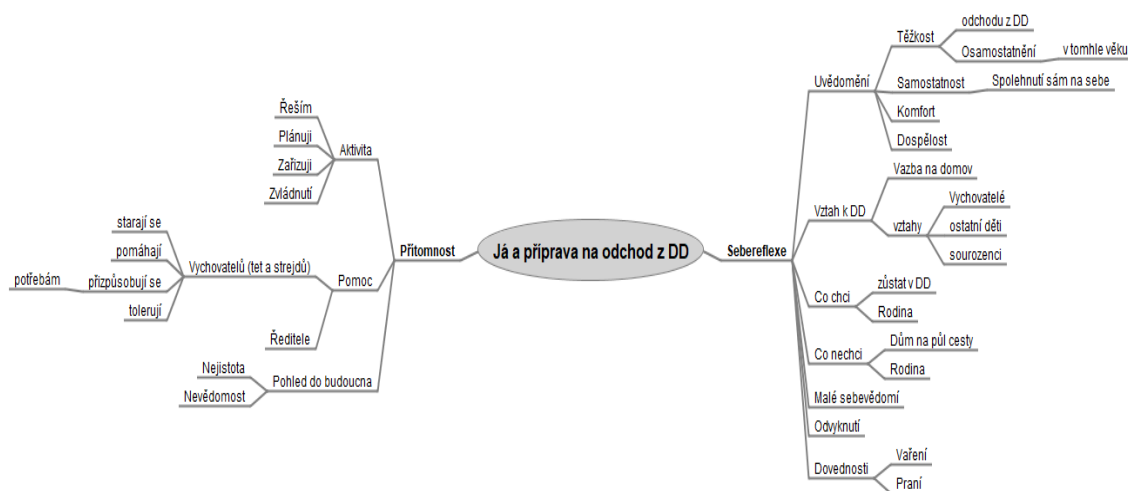 Já a příprava na odchod z DD
Přítomnost
Aktivita
Řeším
Plánuji
Zařizuji
Zvládnutí
Pomoc
Vychovatelů (tet a strejdů)
starají se
pomáhají
přizpůsobují se
potřebám
tolerují
Ředitele
Pohled do budoucna
Nejistota
Nevědomost
Sebereflexe
Uvědomění
Těžkost
odchodu z DD
Osamostatnění
v tomhle věku
Samostatnost
Spolehnutí sám na sebe
Komfort
Dospělost
Vztah k DD
Vazba na domov
vztahy
Vychovatelé
ostatní děti
sourozenci
Co chci
zůstat v DD
Rodina
Co nechci
Dům na půl cesty
Rodina
Malé sebevědomí
Odvyknutí
Dovednosti
Vaření
Praní